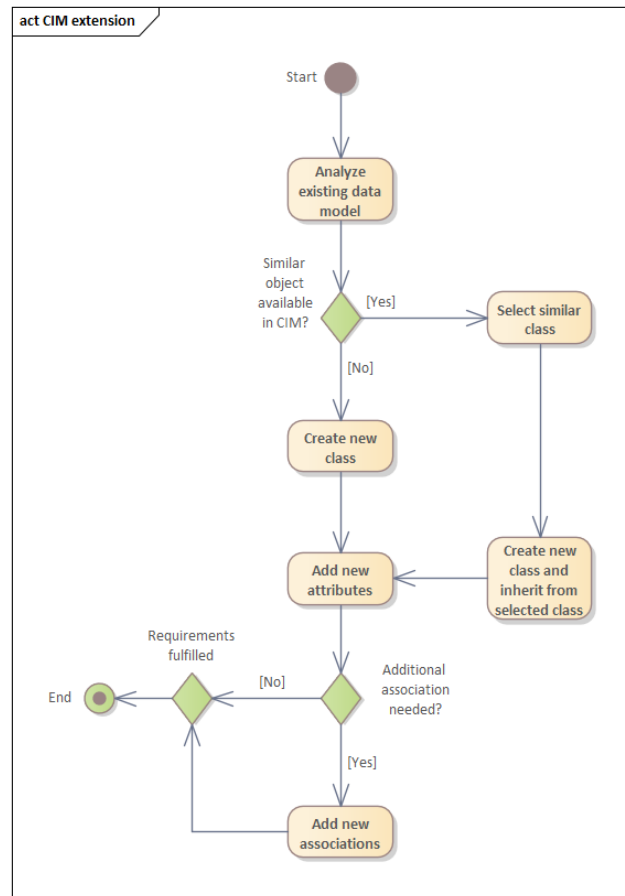 act CIM extension
Start
Analyze
existing data
model
Similar
object
available
in CIM?
[Yes]
Select similar
class
[No]
Create new
class
Add new
attributes
Create new
class and
inherit from
selected class
Requirements
fulfilled
End
[No]
Additional
association
needed?
[Yes]
Add new
associations